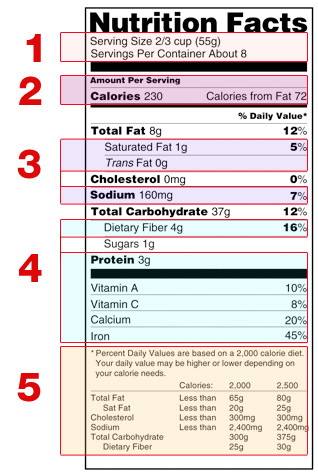 Nutrition Facts
1
Serving Size 2/3 cup (55g)
Servings Per Container About 8
2
Amount Per Serving
Calories 230 Calories from Fat 72
% Daily Value*
Total Fat 8g 12%
3
Saturated Fat 1g 5%
Trans Fat 0g
Cholesterol 0mg 0%
Sodium 160mg 7%
Total Carbohydrate 37g 12%
4
Dietary Fiber 4g 16%
Sugars 1g
Protein 3g
Vitamin A 10%
Vitamin C 8%
Calcium 20%
Iron 45%
5
* Percent Daily Values are based on a 2,000 calorie diet.
Your daily value may be higher or lower depending on
your calorie needs.
Calories: 2,000 2,500
Total Fat Less than 65g 80g
Sat Fat Less than 20g 25g
Cholesterol Less than 300mg 300mg
Sodium Less than 2,400mg 2,400mg
Total Carbohydrate 300g 375g
Dietary Fiber 25g 30g